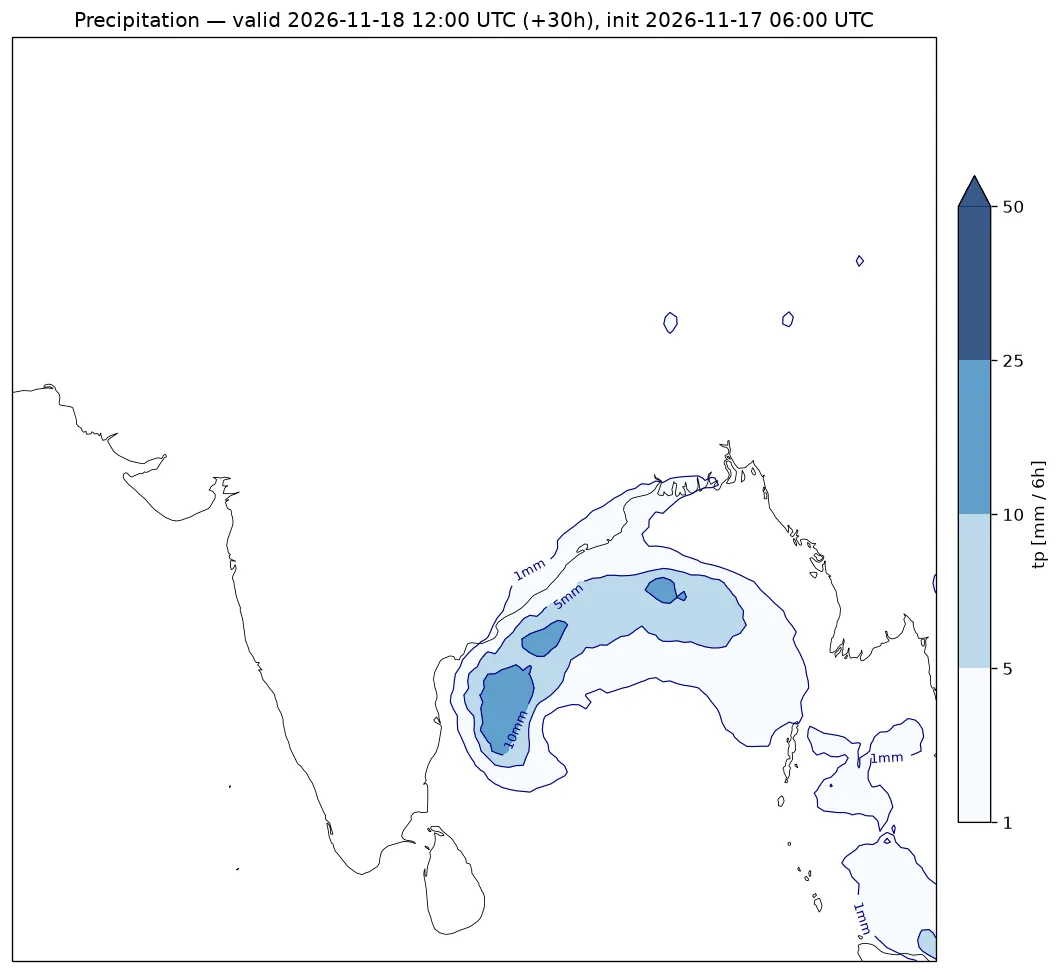 Precipitation — valid 2026-11-18 12:00 UTC (+30h), init 2026-11-17 06:00 UTC
50
25
10
5
1
tp [mm / 6h]
1mm
5mm
10mm
1mm
1mm